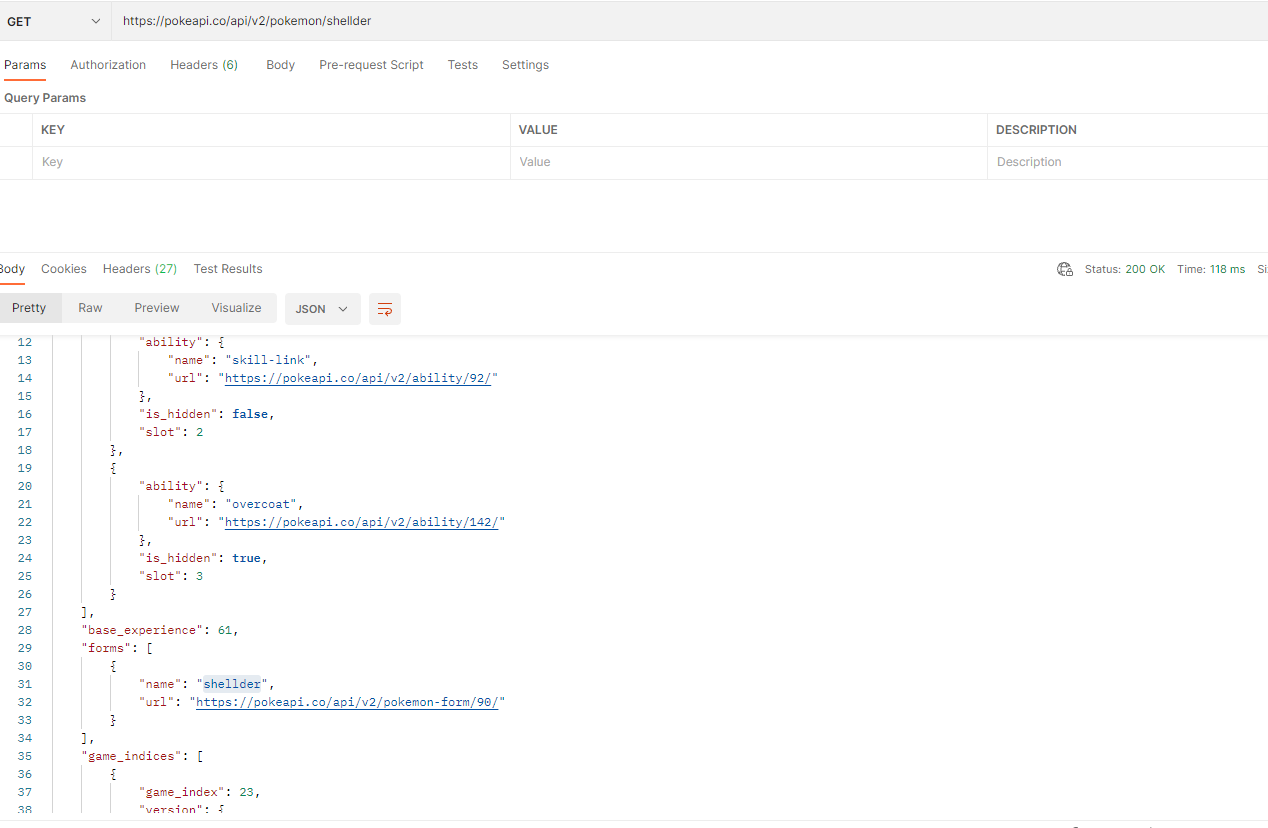 GET https://pokeapi.co/api/v2/pokemon/shellder
Params Authorization Headers (6) Body Pre-request Script Tests Settings
Query Params
KEY VALUE DESCRIPTION
Key Value Description
Body Cookies Headers (27) Test Results Status: 200 OK Time: 118 ms Si
Pretty Raw Preview Visualize JSON
12 "ability": {
13 "name": "skill-link",
14 "url": "https://pokeapi.co/api/v2/ability/92/"
15 },
16 "is_hidden": false,
17 "slot": 2
18 },
19 {
20 "ability": {
21 "name": "overcoat",
22 "url": "https://pokeapi.co/api/v2/ability/142/"
23 },
24 "is_hidden": true,
25 "slot": 3
26 }
27 ],
28 "base_experience": 61,
29 "forms": [
30 {
31 "name": "shellder",
32 "url": "https://pokeapi.co/api/v2/pokemon-form/90/"
33 }
34 ],
35 "game_indices": [
36 {
37 "game_index": 23,
38 "version": {